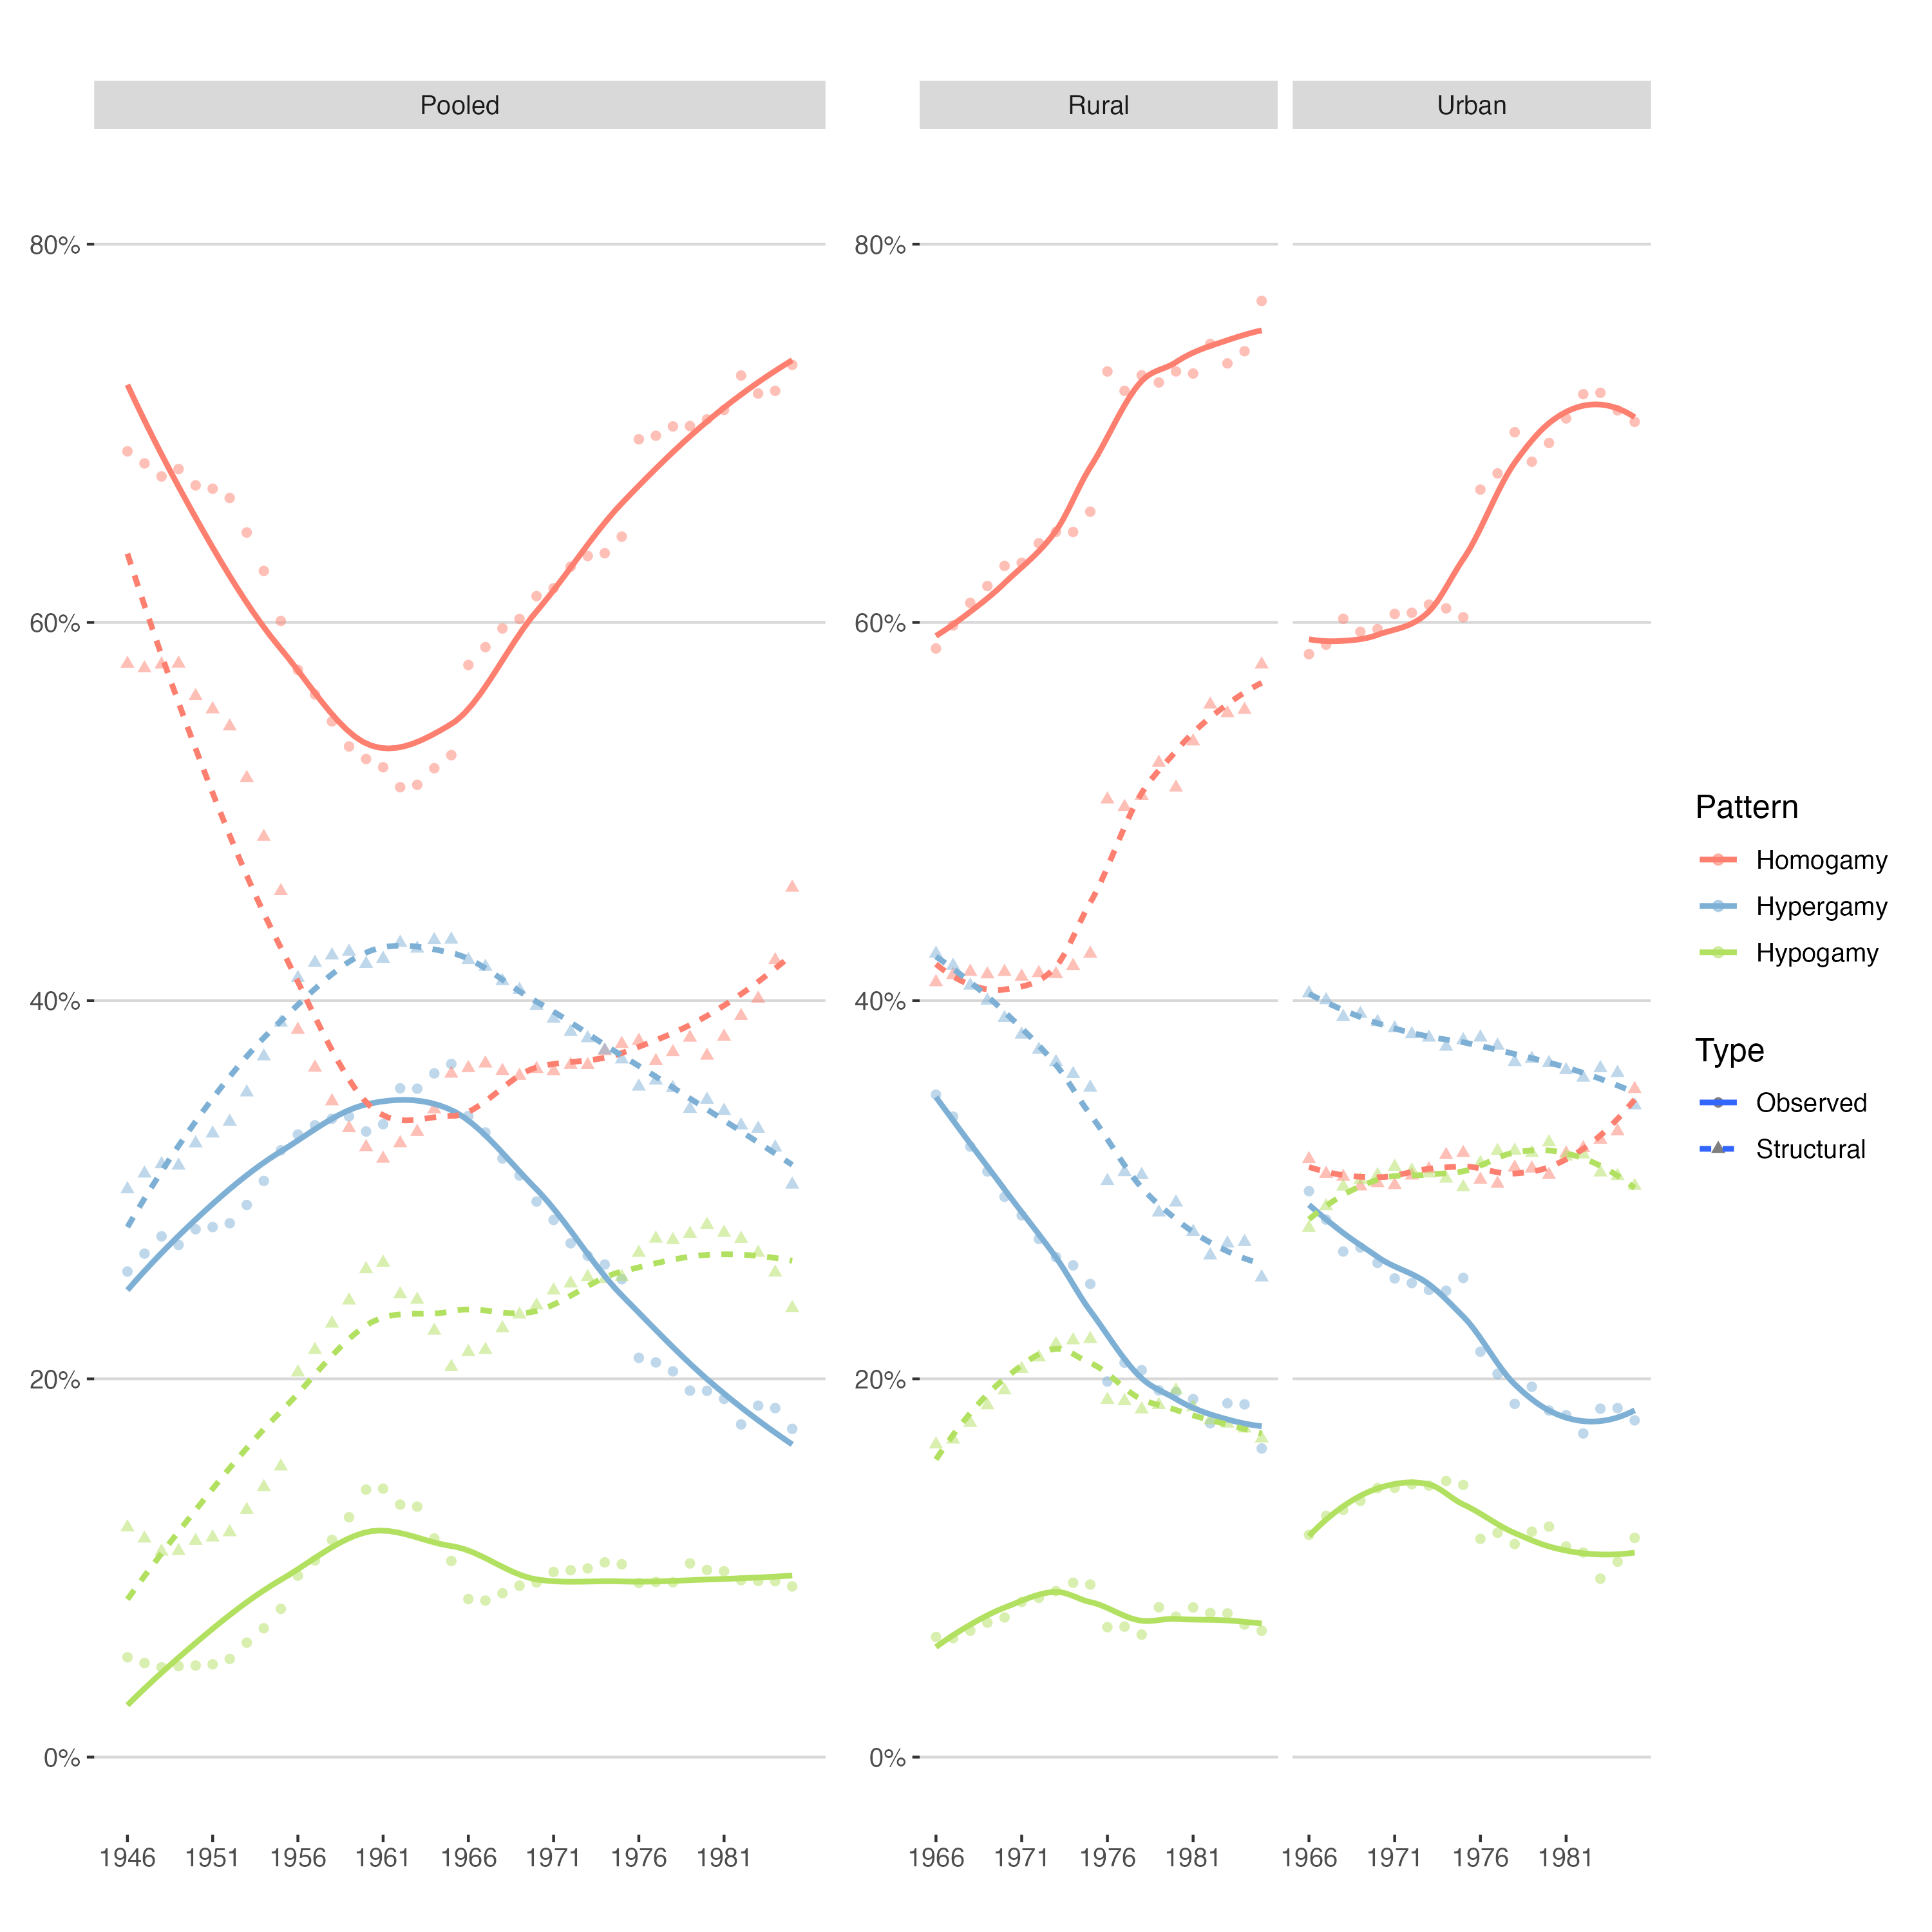 Pooled Rural Urban
80% 80%
60% 60%
40% 40%
20% 20%
0% 0%
1946 1951 1956 1961 1966 1971 1976 1981 1966 1971 1976 1981 1966 1971 1976 1981
Pattern
Homogamy
Hypergamy
Hypogamy
Type
Observed
Structural